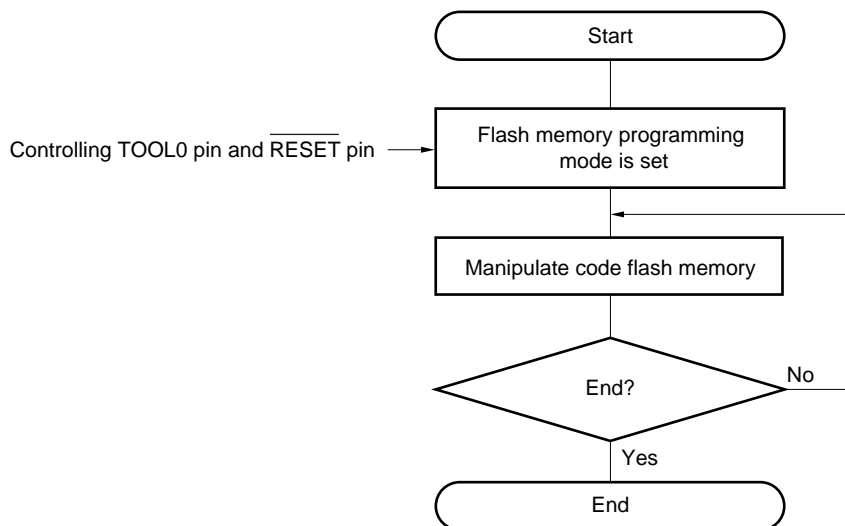 Start
Controlling TOOL0 pin and R̅E̅S̅E̅T̅ pin
Flash memory programming
mode is set
Manipulate code flash memory
End?
No
Yes
End